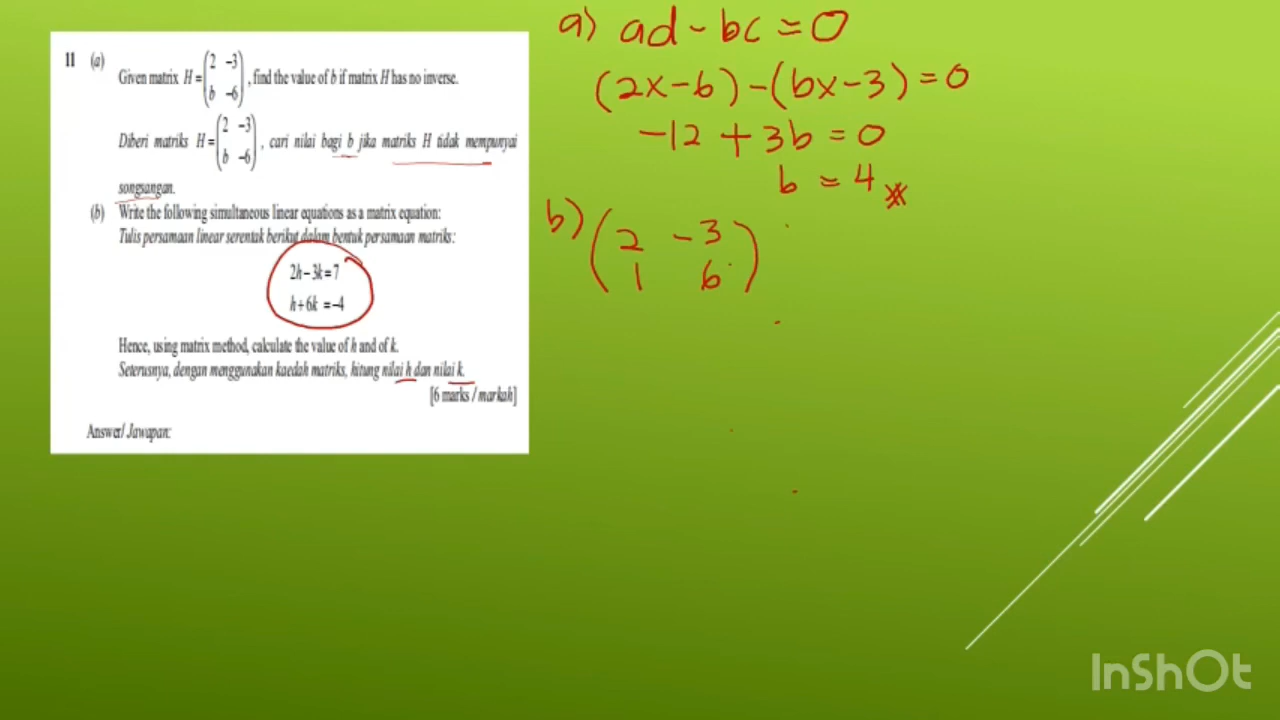 11 (a)
Given matrix H = (2 -3
b -6), find the value of b if matrix H has no inverse.
Diberi matriks H = (2 -3
b -6), cari nilai bagi b jika matriks H tidak mempunyai
songsangan.
(b) Write the following simultaneous linear equations as a matrix equation:
Tulis persamaan linear serentak berikut dalam bentuk persamaan matriks:
2h – 3k = 7
h + 6k = –4
Hence, using matrix method, calculate the value of h and of k.
Seterusnya, dengan menggunakan kaedah matriks, hitung nilai h dan nilai k.
[6 marks / markah]
Answer/ Jawapan:
a) ad - bc = 0
(2x - 6) - (bx - 3) = 0
-12 + 3b = 0
b = 4
b) (2 -3
1 6)
InShOt